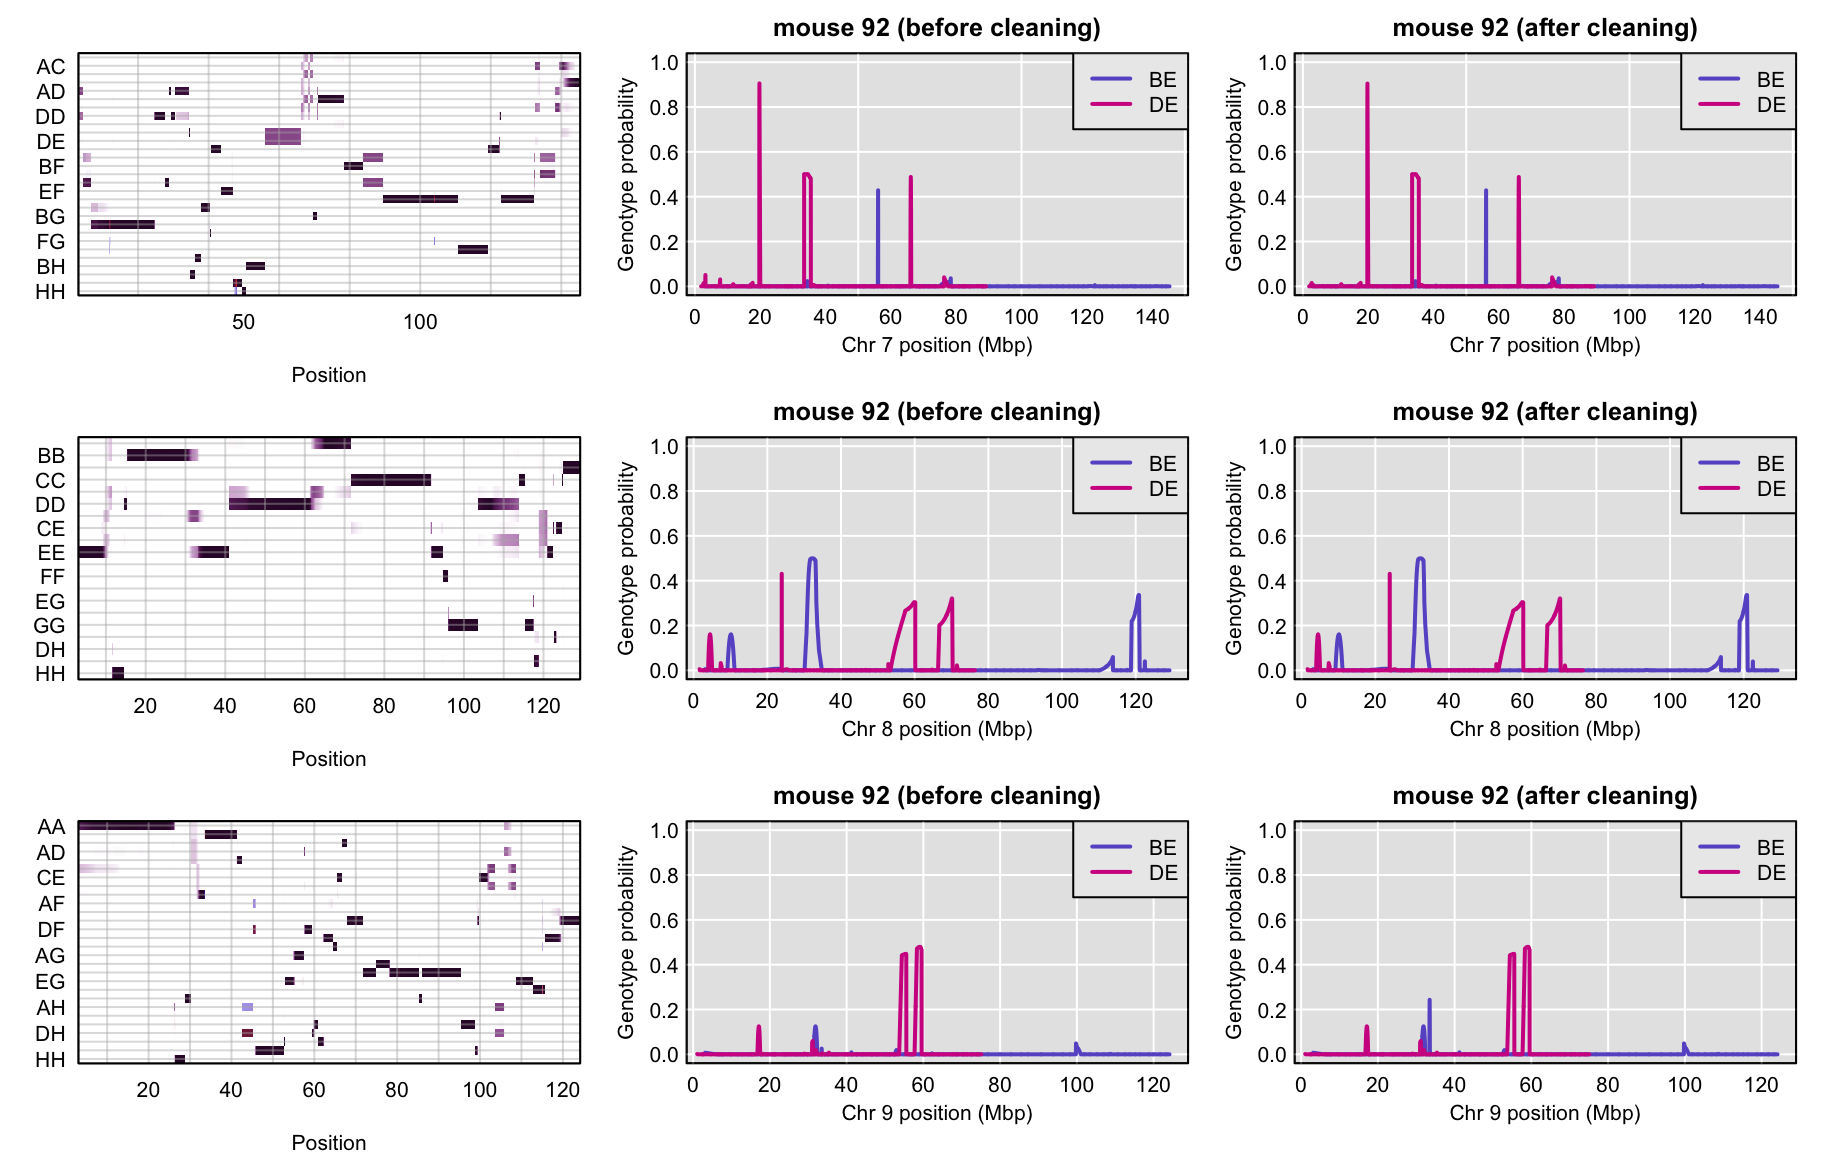 mouse 92 (before cleaning)
mouse 92 (after cleaning)
AC
AD
DD
DE
BF
EF
BG
FG
BH
HH
50 100
Position
Genotype probability
1.0
0.8
0.6
0.4
0.2
0.0
BE
DE
0 20 40 60 80 100 120 140
Chr 7 position (Mbp)
Genotype probability
1.0
0.8
0.6
0.4
0.2
0.0
BE
DE
0 20 40 60 80 100 120 140
Chr 7 position (Mbp)
mouse 92 (before cleaning)
mouse 92 (after cleaning)
BB
CC
DD
CE
EE
FF
EG
GG
DH
HH
20 40 60 80 100 120
Position
Genotype probability
1.0
0.8
0.6
0.4
0.2
0.0
BE
DE
0 20 40 60 80 100 120
Chr 8 position (Mbp)
Genotype probability
1.0
0.8
0.6
0.4
0.2
0.0
BE
DE
0 20 40 60 80 100 120
Chr 8 position (Mbp)
mouse 92 (before cleaning)
mouse 92 (after cleaning)
AA
AD
CE
AF
DF
AG
EG
AH
DH
HH
20 40 60 80 100 120
Position
Genotype probability
1.0
0.8
0.6
0.4
0.2
0.0
BE
DE
0 20 40 60 80 100 120
Chr 9 position (Mbp)
Genotype probability
1.0
0.8
0.6
0.4
0.2
0.0
BE
DE
0 20 40 60 80 100 120
Chr 9 position (Mbp)